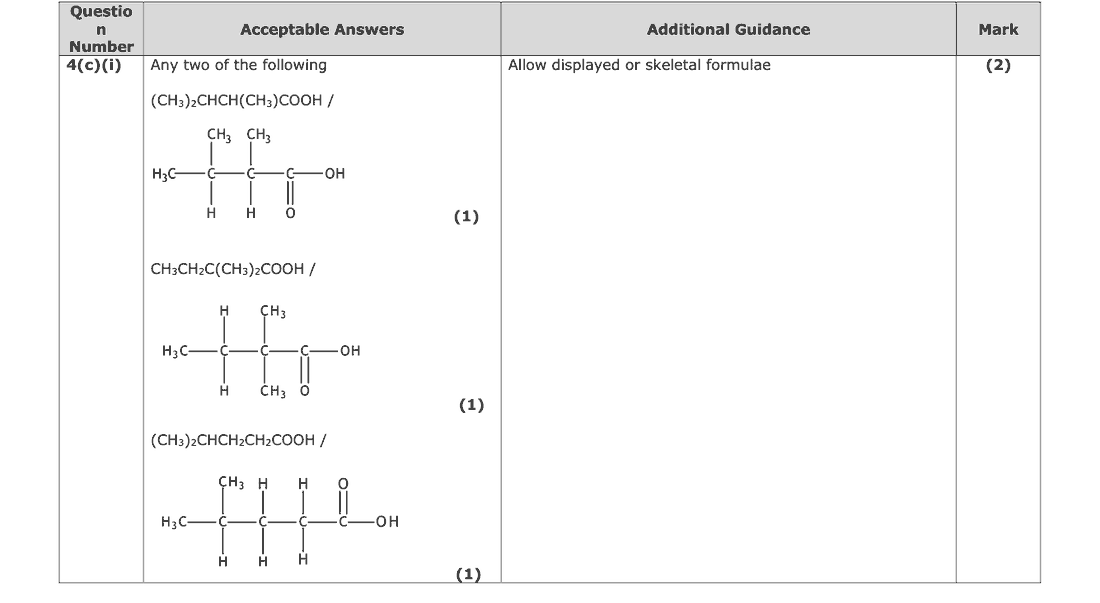 Questio
n
Number
Acceptable Answers
Additional Guidance
Mark
4(c)(i)
Any two of the following
Allow displayed or skeletal formulae
(2)
(CH₃)₂CHCH(CH₃)COOH /
CH₃ CH₃
H₃C C C C OH
H H O
(1)
CH₃CH₂C(CH₃)₂COOH /
H CH₃
H₃C C C C OH
H CH₃ O
(1)
(CH₃)₂CHCH₂CH₂COOH /
CH₃ H H O
H₃C C C C C OH
H H H
(1)